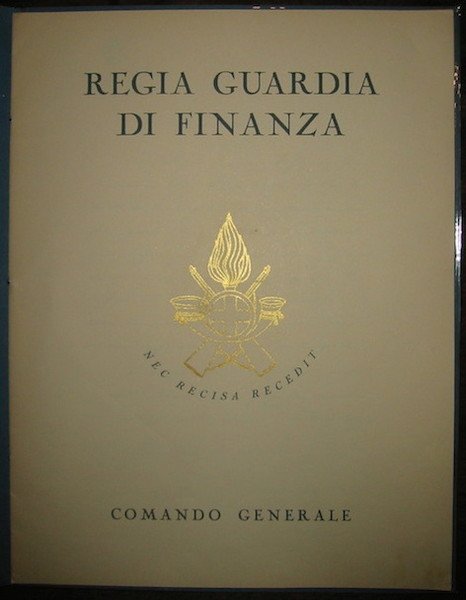 REGIA GUARDIA
DI FINANZA
NEC RECISA RECEDIT
COMANDO GENERALE